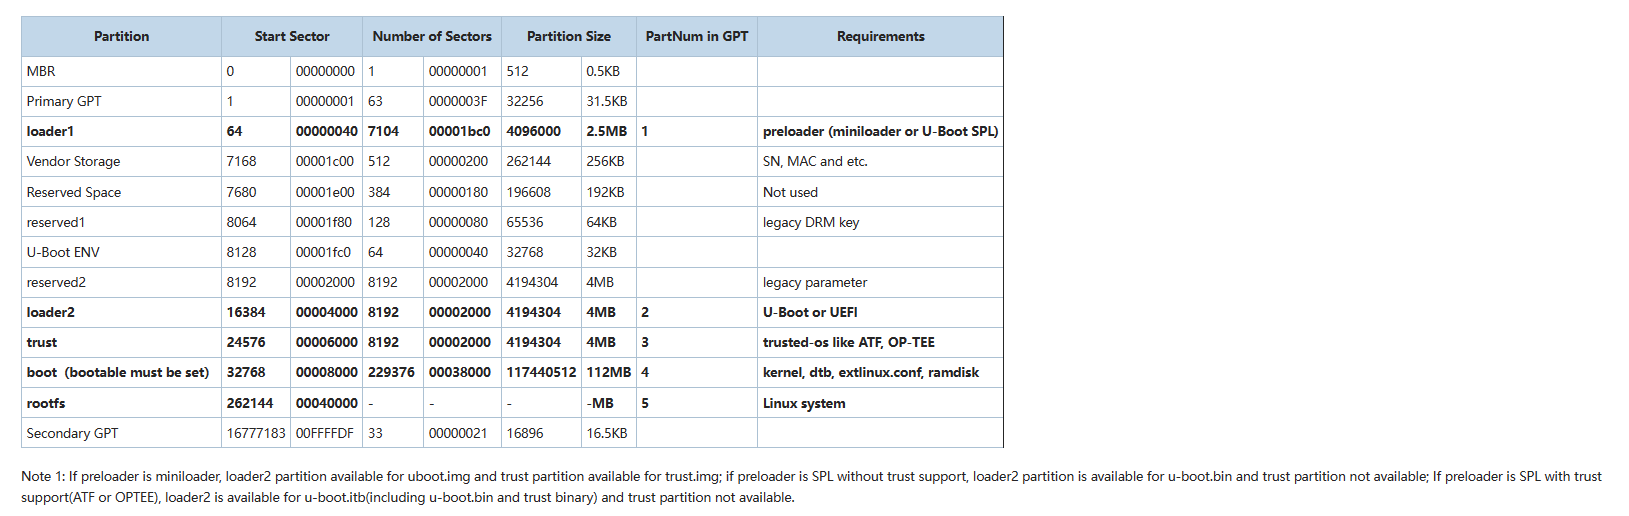 Partition Start Sector Number of Sectors Partition Size PartNum in GPT Requirements
MBR 0 00000000 1 00000001 512 0.5KB
Primary GPT 1 00000001 63 0000003F 32256 31.5KB
loader1 64 00000040 7104 00001bc0 4096000 2.5MB 1 preloader (miniloader or U-Boot SPL)
Vendor Storage 7168 00001c00 512 00000200 262144 256KB SN, MAC and etc.
Reserved Space 7680 00001e00 384 00000180 196608 192KB Not used
reserved1 8064 00001f80 128 00000080 65536 64KB legacy DRM key
U-Boot ENV 8128 00001fc0 64 00000040 32768 32KB
reserved2 8192 00002000 8192 00002000 4194304 4MB legacy parameter
loader2 16384 00004000 8192 00002000 4194304 4MB 2 U-Boot or UEFI
trust 24576 00006000 8192 00002000 4194304 4MB 3 trusted-os like ATF, OP-TEE
boot (bootable must be set) 32768 00008000 229376 00038000 117440512 112MB 4 kernel, dtb, extlinux.conf, ramdisk
rootfs 262144 00040000 - - - -MB 5 Linux system
Secondary GPT 16777183 00FFFFDF 33 00000021 16896 16.5KB
Note 1: If preloader is miniloader, loader2 partition available for uboot.img and trust partition available for trust.img; if preloader is SPL without trust support, loader2 partition is available for u-boot.bin and trust partition not available; If preloader is SPL with trust
support(ATF or OPTEE), loader2 is available for u-boot.itb(including u-boot.bin and trust binary) and trust partition not available.